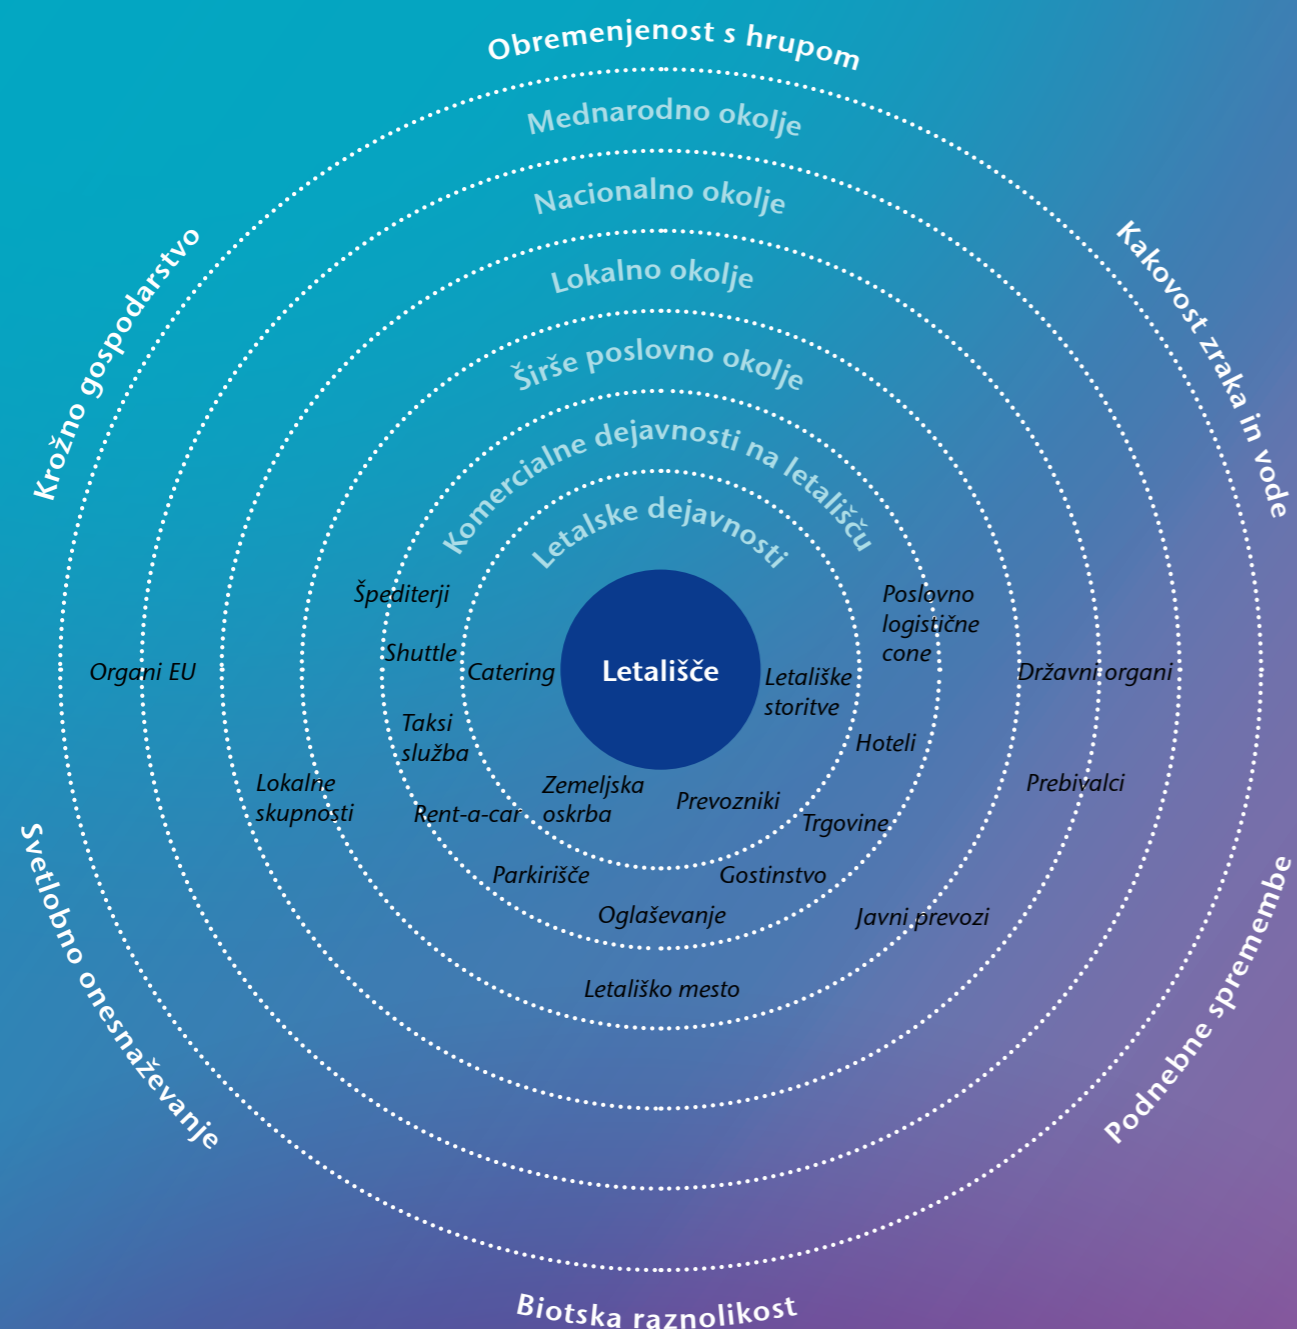 Obremenjenost s hrupom
Mednarodno okolje
Nacionalno okolje
Lokalno okolje
Širše poslovno okolje
Komercialne dejavnosti na letališču
Letalske dejavnosti
Krožno gospodarstvo
Kakovost zraka in vode
Špediterji
Poslovno
logistične
cone
Shuttle
Organi EU
Catering
Letališče
Letališke
storitve
Državni organi
Taksi
služba
Hoteli
Lokalne
skupnosti
Zemeljska
oskrba
Prevozniki
Prebivalci
Rent-a-car
Trgovine
Parkirišče
Gostinstvo
Oglaševanje
Javni prevozi
Letališko mesto
Svetlobno onesnaževanje
Podnebne spremembe
Biotska raznolikost